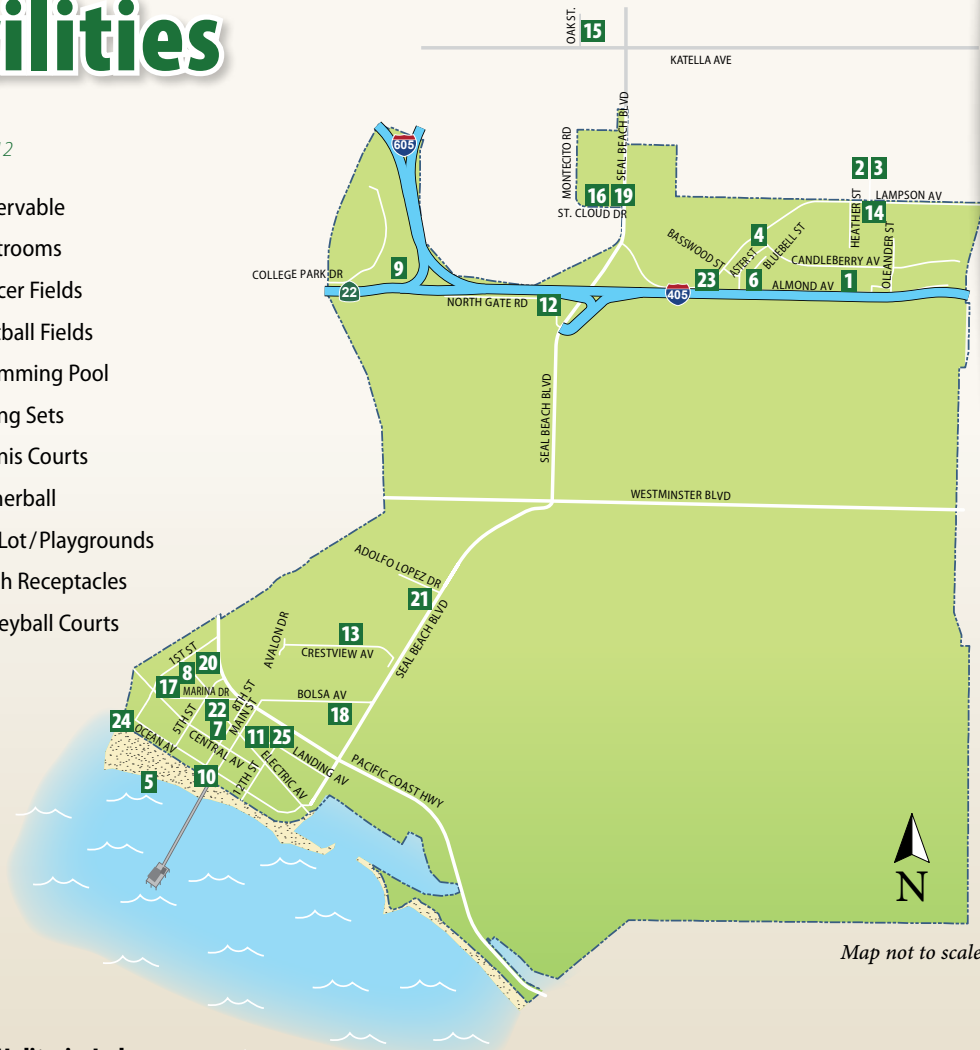 ilities
2
ervable
trooms
cer Fields
tball Fields
mming Pool
ng Sets
nis Courts
nerball
Lot/Playgrounds
h Receptacles
eyball Courts
OAK ST.
15
KATELLA AVE
SEAL BEACH BLVD
MONTECITO RD
605
2 3
16 19
ST. CLOUD DR
LAMPSON AV
HEATHER ST
14
4
BASSWOOD ST
ASTER ST
BLUEBELL ST
OLEANDER ST
CANDLEBERRY AV
COLLEGE PARK DR
9
23
6
ALMOND AV
1
22
405
NORTH GATE RD
12
SEAL BEACH BLVD
WESTMINSTER BLVD
ADOLFO LOPEZ DR
21
SEAL BEACH BLVD
AVALON DR
13
CRESTVIEW AV
1ST ST
20
8
17
MARINA DR
8TH ST
MAIN ST
BOLSA AV
18
22
5TH ST
7
24
OCEAN AV
CENTRAL AV
11 25
LANDING AV
ELECTRIC AV
12TH ST
PACIFIC COAST HWY
5
10
N
Map not to scale